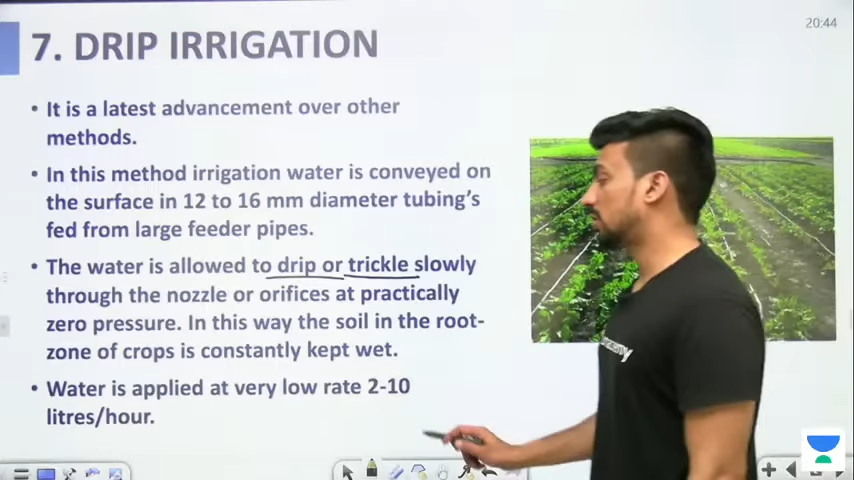 20:44
7. DRIP IRRIGATION
• It is a latest advancement over other
methods.
• In this method irrigation water is conveyed on
the surface in 12 to 16 mm diameter tubing's
fed from large feeder pipes.
• The water is allowed to drip or trickle slowly
through the nozzle or orifices at practically
zero pressure. In this way the soil in the root-
zone of crops is constantly kept wet.
• Water is applied at very low rate 2-10
litres/hour.